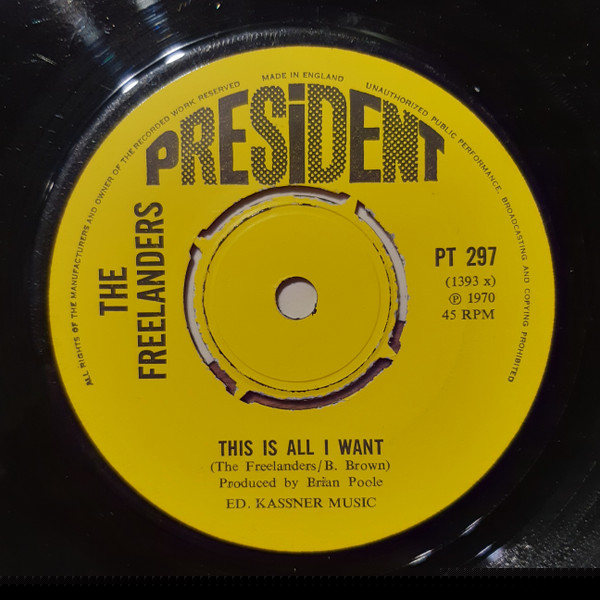 ALL RIGHTS OF THE MANUFACTURERS AND OWNER OF THE RECORDED WORK RESERVED
MADE IN ENGLAND
UNAUTHORIZED PUBLIC PERFORMANCE, BROADCASTING AND COPYING PROHIBITED
PRESiDENT
THE
FREELANDERS
PT 297
(1393 x)
℗ 1970
45 RPM
THIS IS ALL I WANT
(The Freelanders/B. Brown)
Produced by Brian Poole
ED. KASSNER MUSIC